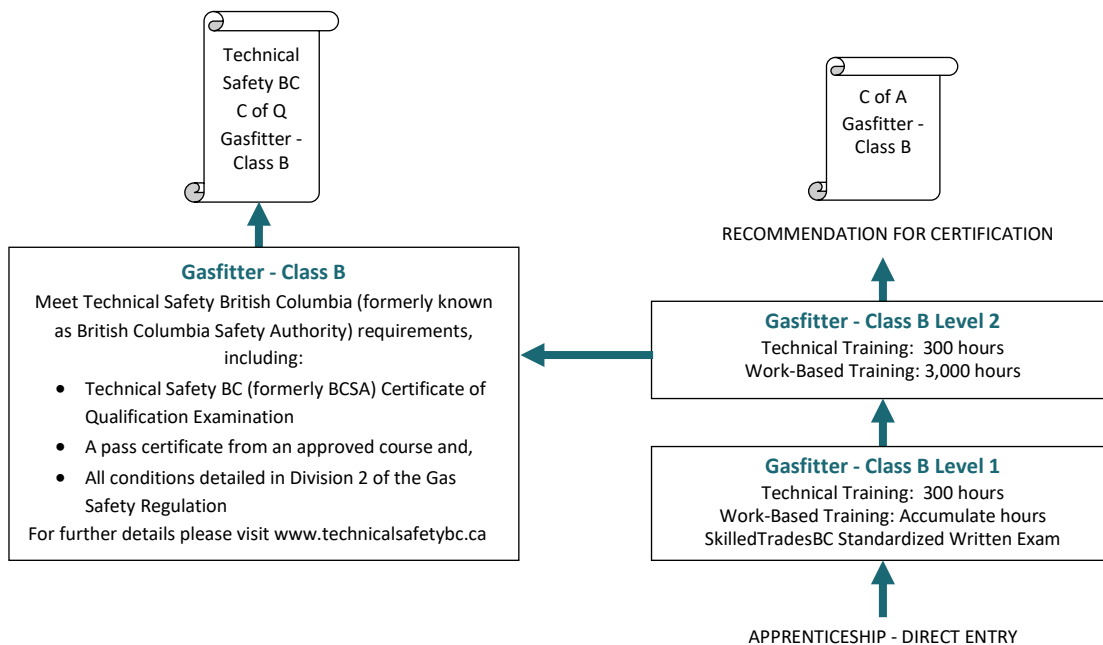 Technical
Safety BC
C of Q
Gasfitter -
Class B
C of A
Gasfitter -
Class B
RECOMMENDATION FOR CERTIFICATION
Gasfitter - Class B
Meet Technical Safety British Columbia (formerly known
as British Columbia Safety Authority) requirements,
including:
• Technical Safety BC (formerly BCSA) Certificate of
Qualification Examination
• A pass certificate from an approved course and,
• All conditions detailed in Division 2 of the Gas
Safety Regulation
For further details please visit www.technicalsafetybc.ca
Gasfitter - Class B Level 2
Technical Training: 300 hours
Work-Based Training: 3,000 hours
Gasfitter - Class B Level 1
Technical Training: 300 hours
Work-Based Training: Accumulate hours
SkilledTradesBC Standardized Written Exam
APPRENTICESHIP - DIRECT ENTRY